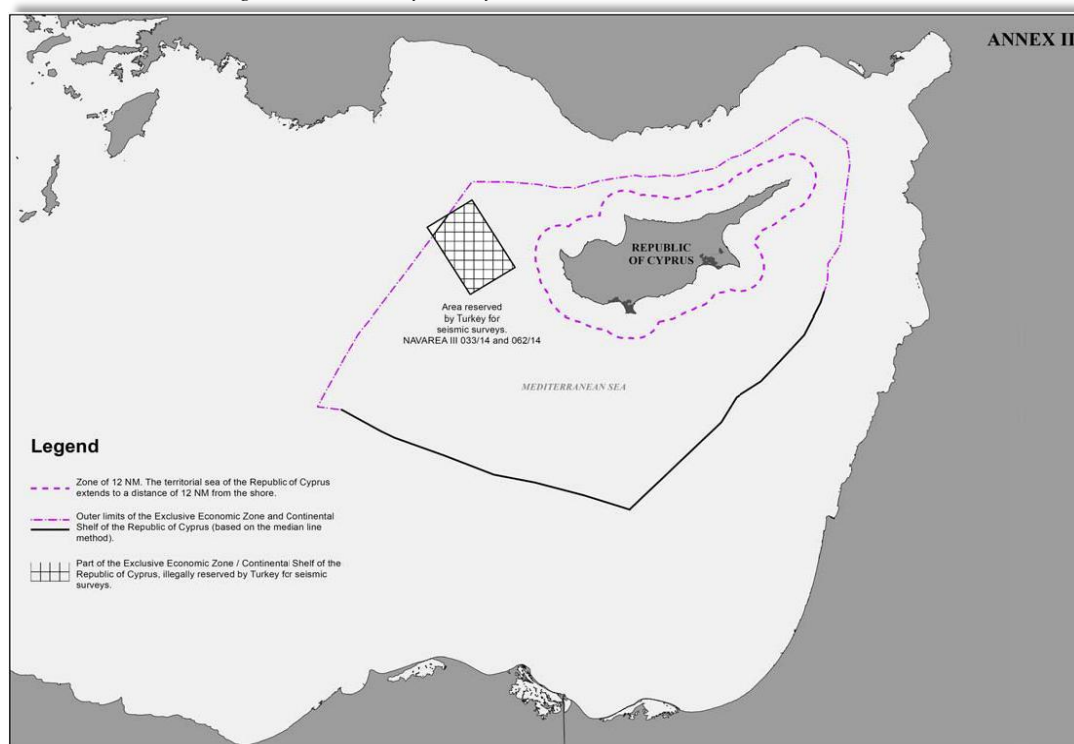 ANNEX II
REPUBLIC
OF CYPRUS
Area reserved
by Turkey for
seismic surveys.
NAVAREA III 033/14 and 062/14
MEDITERRANEAN SEA
Legend
Zone of 12 NM. The territorial sea of the Republic of Cyprus
extends to a distance of 12 NM from the shore.
Outer limits of the Exclusive Economic Zone and Continental
Shelf of the Republic of Cyprus (based on the median line
method).
Part of the Exclusive Economic Zone / Continental Shelf of the
Republic of Cyprus, illegally reserved by Turkey for seismic
surveys.